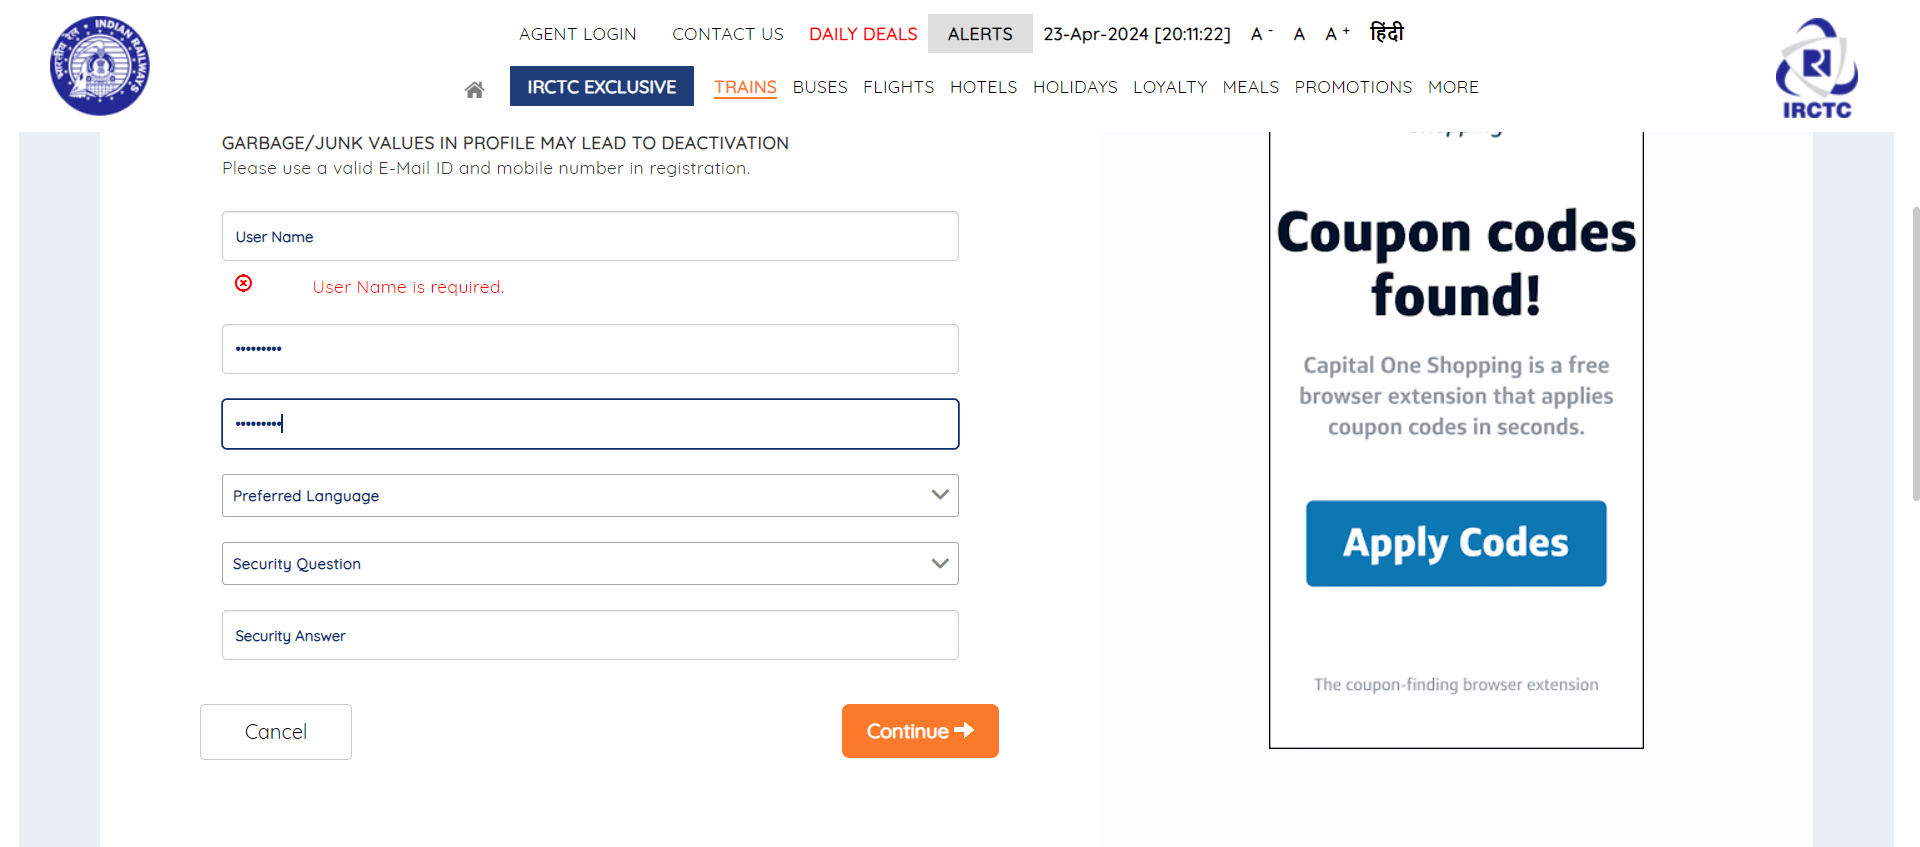 AGENT LOGIN CONTACT US DAILY DEALS ALERTS 23-Apr-2024 [20:11:22] A - A A + हिंदी
भारतीय रेल INDIAN RAILWAYS
IRCTC EXCLUSIVE TRAINS BUSES FLIGHTS HOTELS HOLIDAYS LOYALTY MEALS PROMOTIONS MORE
IRCTC
GARBAGE/JUNK VALUES IN PROFILE MAY LEAD TO DEACTIVATION
Please use a valid E-Mail ID and mobile number in registration.
User Name
User Name is required.
•••••••••
•••••••••
Preferred Language
Security Question
Security Answer
Cancel
Continue
Shopping
Coupon codes
found!
Capital One Shopping is a free
browser extension that applies
coupon codes in seconds.
Apply Codes
The coupon-finding browser extension